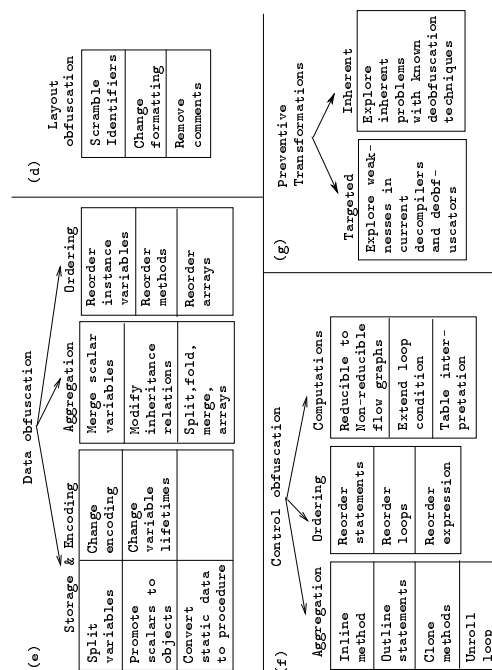 (d)
Layout
obfuscation
Scramble
Identifiers
Change
formatting
Remove
comments
(e)
Data obfuscation
Storage & Encoding
Split
variables
Promote
scalars to
objects
Convert
static data
to procedure
Change
encoding
Change
variable
lifetimes
Aggregation
Merge scalar
variables
Modify
inheritance
relations
Split,fold,
merge,
arrays
Ordering
Reorder
instance
variables
Reorder
methods
Reorder
arrays
(f)
Control obfuscation
Aggregation
Inline
method
Outline
statements
Clone
methods
Unroll
loop
Ordering
Reorder
statements
Reorder
loops
Reorder
expression
Computations
Reducible to
Non-reducible
flow graphs
Extend loop
condition
Table inter-
pretation
(g)
Preventive
Transformations
Targeted
Explore weak-
nesses in
current
decompilers
and deobf-
uscators
Inherent
Explore
inherent
problems
with known
deobfuscation
techniques